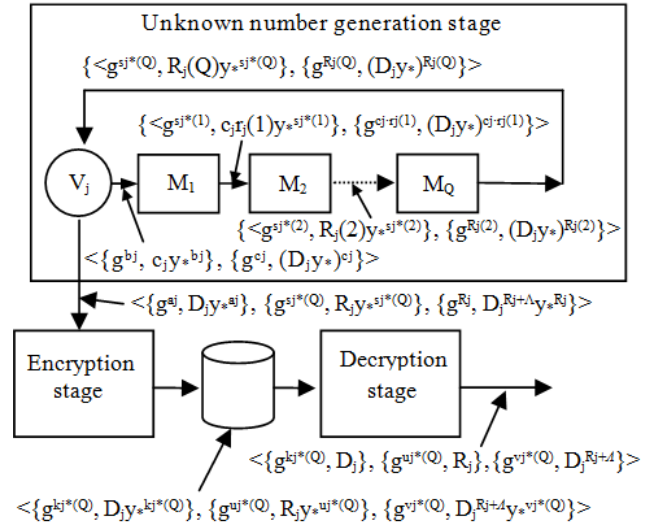 Unknown number generation stage
{<g^{sj*(Q)}, R_j(Q)y_*^{sj*(Q)}}, {g^{Rj(Q)}, (D_jy_*)^{Rj(Q)}}>
{<g^{sj*(1)}, c_jr_j(1)y_*^{sj*(1)}}, {g^{cj·rj(1)}, (D_jy_*)^{cj·rj(1)}}>
V_j M_1 M_2 M_Q
{<g^{sj*(2)}, R_j(2)y_*^{sj*(2)}}, {g^{Rj(2)}, (D_jy_*)^{Rj(2)}}>
<{g^{bj}, c_jy_*^{bj}}, {g^{cj}, (D_jy_*)^{cj}}>
<{g^{aj}, D_jy_*^{aj}}, {g^{sj*(Q)}, R_jy_*^{sj*(Q)}}, {g^{Rj}, D_j^{Rj+Λ}y_*^{Rj}}>
Encryption
stage
Decryption
stage
<{g^{kj*(Q)}, D_j}, {g^{uj*(Q)}, R_j},{g^{vj*(Q)}, D_j^{Rj+Λ}}>
<{g^{kj*(Q)}, D_jy_*^{kj*(Q)}}, {g^{uj*(Q)}, R_jy_*^{uj*(Q)}}, {g^{vj*(Q)}, D_j^{Rj+Λ}y_*^{vj*(Q)}}>